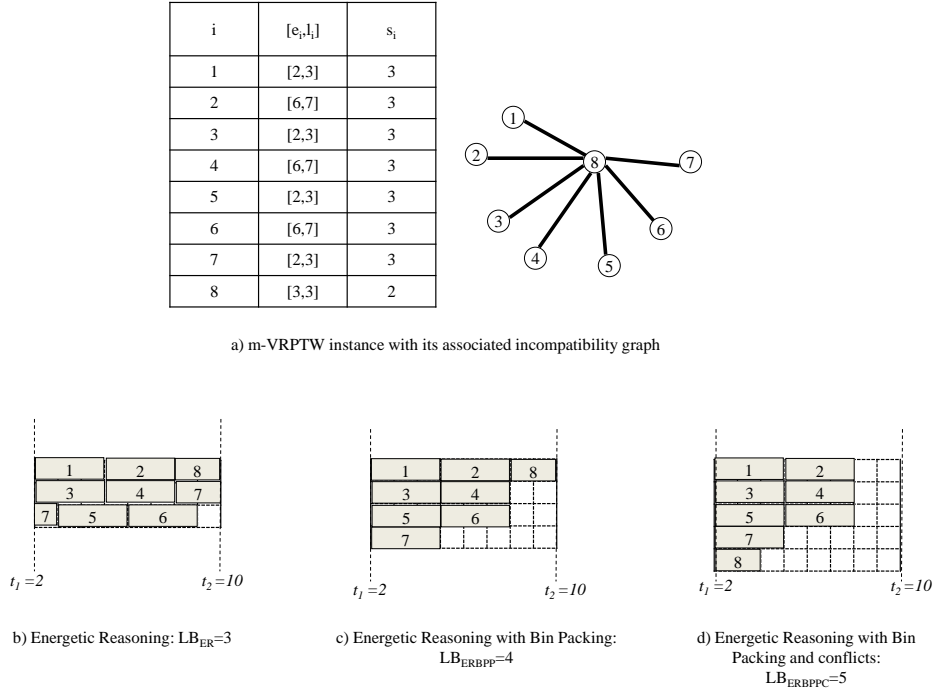 i [eᵢ,lᵢ] sᵢ
1 [2,3] 3
2 [6,7] 3
3 [2,3] 3
4 [6,7] 3
5 [2,3] 3
6 [6,7] 3
7 [2,3] 3
8 [3,3] 2
1
2
8
7
3
6
4
5
a) m-VRPTW instance with its associated incompatibility graph
1 2 8
3 4 7
7 5 6
t₁ =2 t₂ =10
b) Energetic Reasoning: LB_ER=3
1 2 8
3 4
5 6
7
t₁ =2 t₂ =10
c) Energetic Reasoning with Bin Packing:
LB_ERBPP=4
1 2
3 4
5 6
7
8
t₁ =2 t₂ =10
d) Energetic Reasoning with Bin
Packing and conflicts:
LB_ERBPPC=5